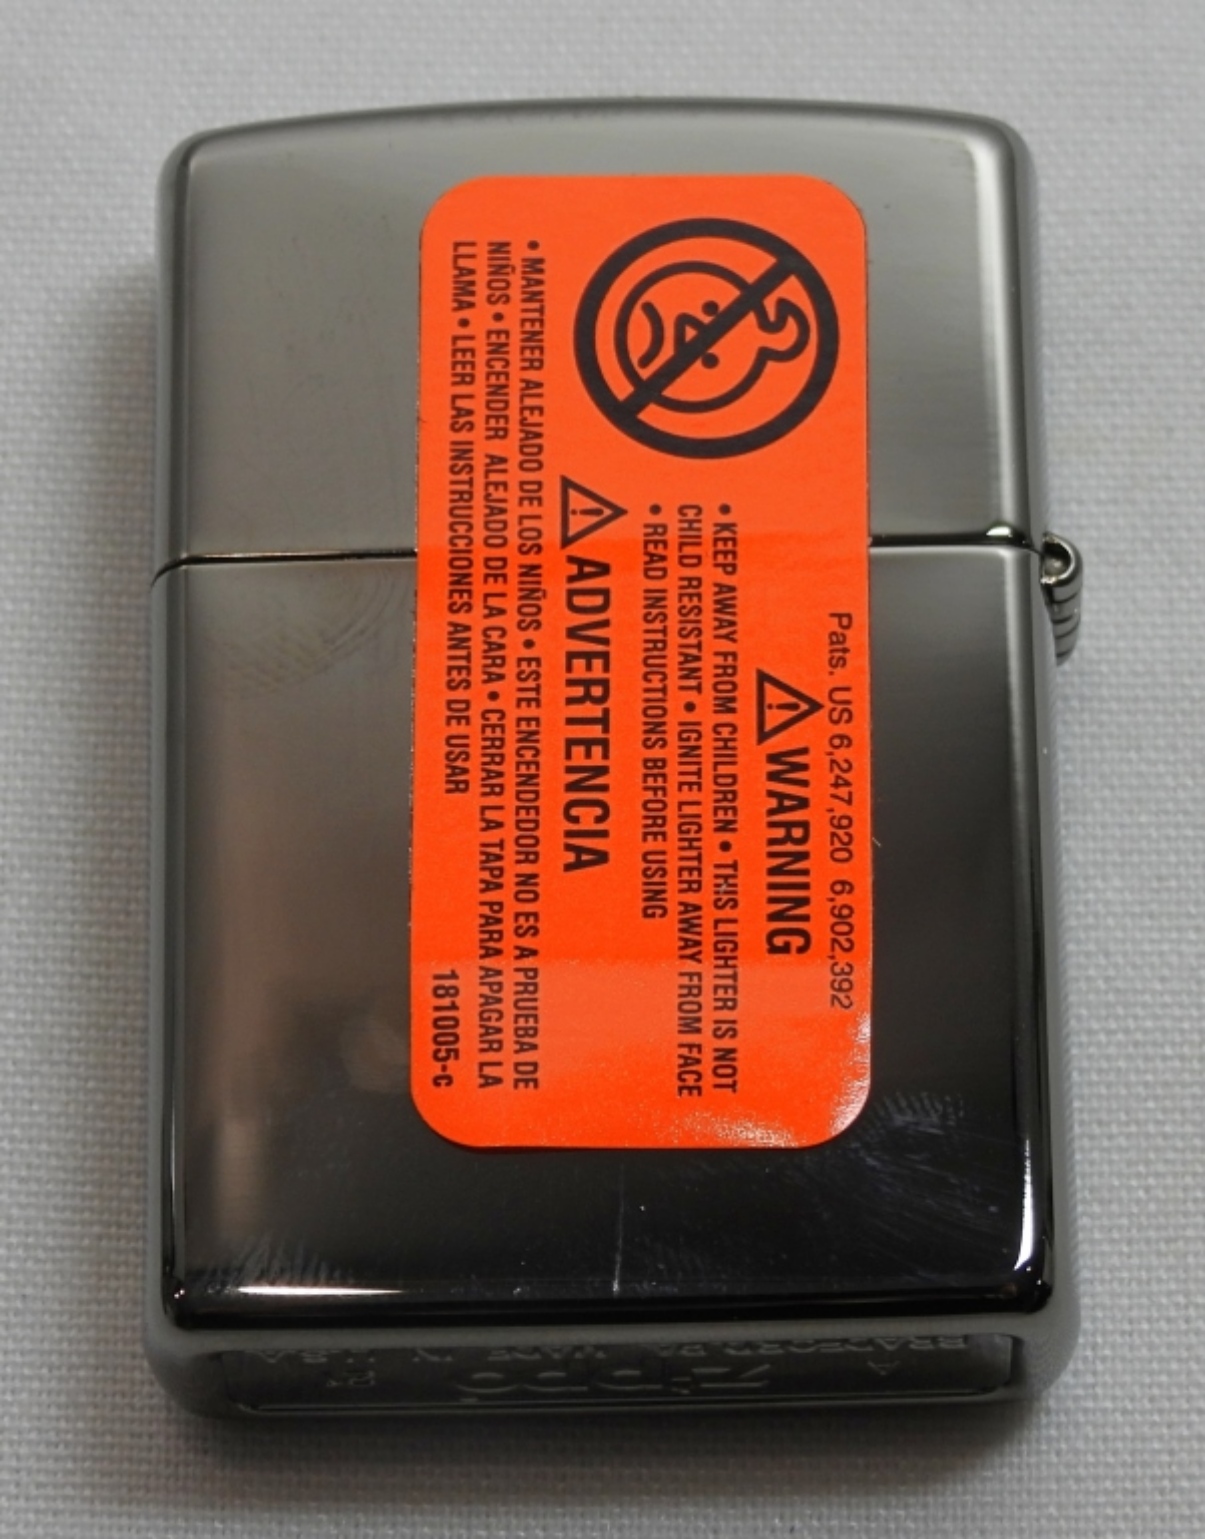 Pats. US 6,247,920 6,902,392
WARNING
• KEEP AWAY FROM CHILDREN • THIS LIGHTER IS NOT
CHILD RESISTANT • IGNITE LIGHTER AWAY FROM FACE
• READ INSTRUCTIONS BEFORE USING
ADVERTENCIA
• MANTENER ALEJADO DE LOS NIÑOS • ESTE ENCENDEDOR NO ES A PRUEBA DE
NIÑOS • ENCENDER ALEJADO DE LA CARA • CERRAR LA TAPA PARA APAGAR LA
LLAMA • LEER LAS INSTRUCCIONES ANTES DE USAR
181005-c
Zippo